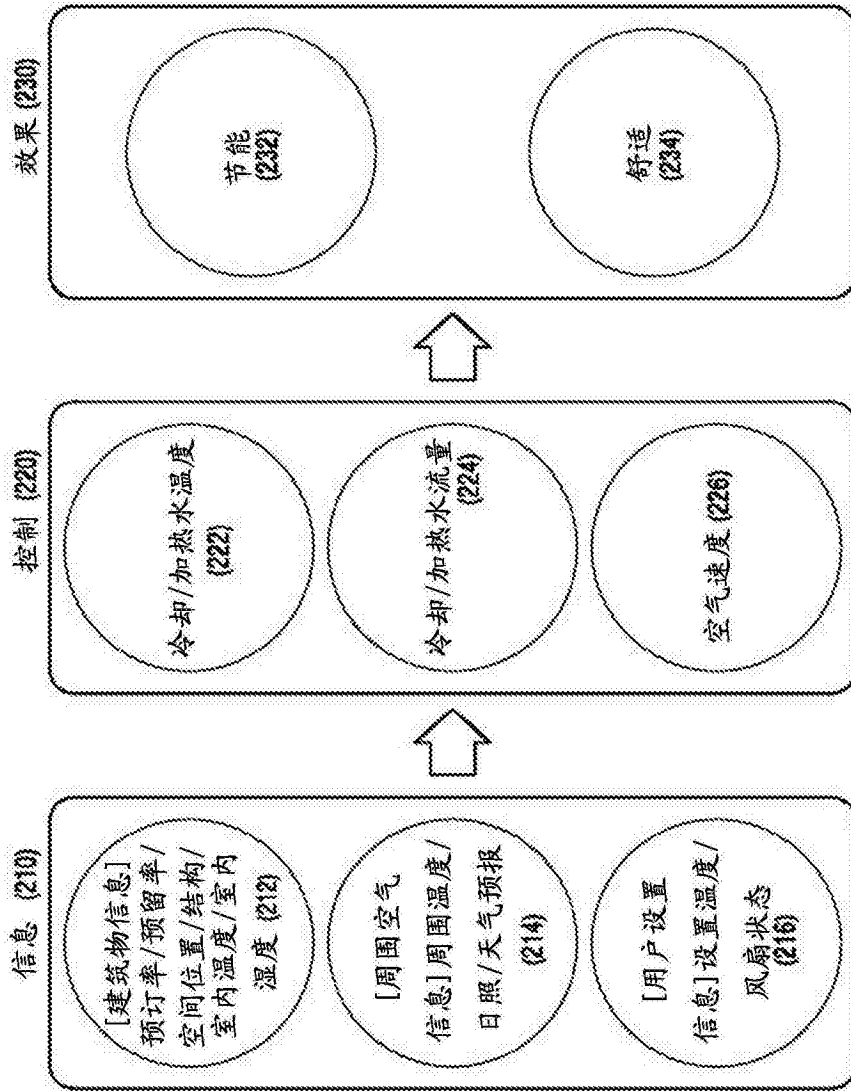 信息 {210}
[建筑物信息]
预订率/预留率/
空间位置/结构/
室内温度/室内
湿度 {212}
[周围空气
信息]周围温度/
日照/天气预报
{214}
[用户设置
信息]设置温度/
风扇状态
{216}
控制 {220}
冷却/加热水温度
{222}
冷却/加热水流量
{224}
空气速度 {226}
效果 {230}
节能
{232}
舒适
{234}